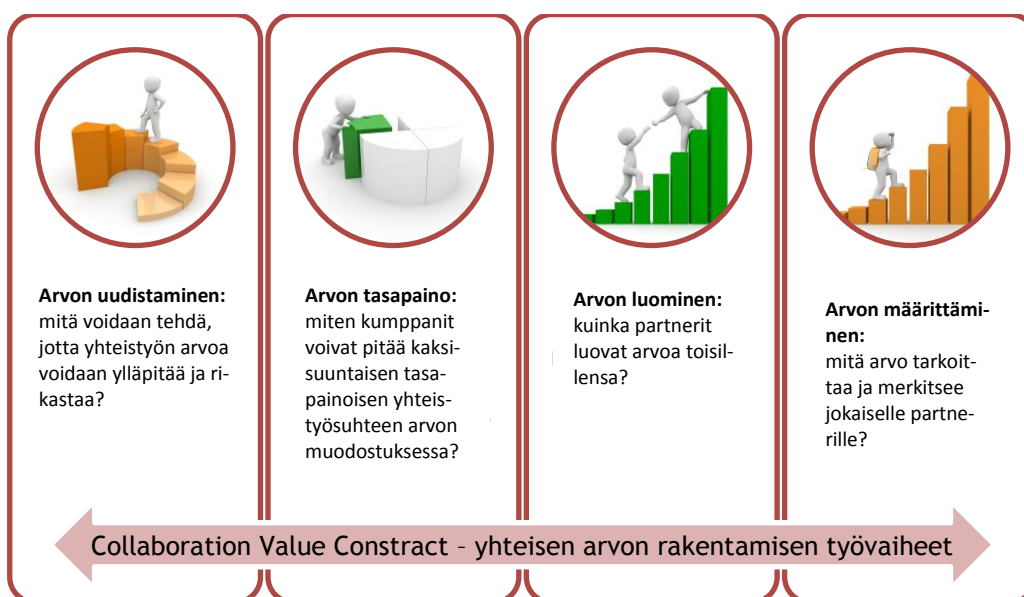 Arvon uudistaminen:
mitä voidaan tehdä,
jotta yhteistyön arvoa
voidaan ylläpitää ja ri-
kastaa?
Arvon tasapaino:
miten kumppanit
voivat pitää kaksi-
suuntaisen tasa-
painoisen yhteis-
työsuhteen arvon
muodostuksessa?
Arvon luominen:
kuinka partnerit
luovat arvoa toisil-
lensa?
Arvon määrittämi-
nen:
mitä arvo tarkoit-
taa ja merkitsee
jokaiselle partne-
rille?
Collaboration Value Constract – yhteisen arvon rakentamisen työvaiheet